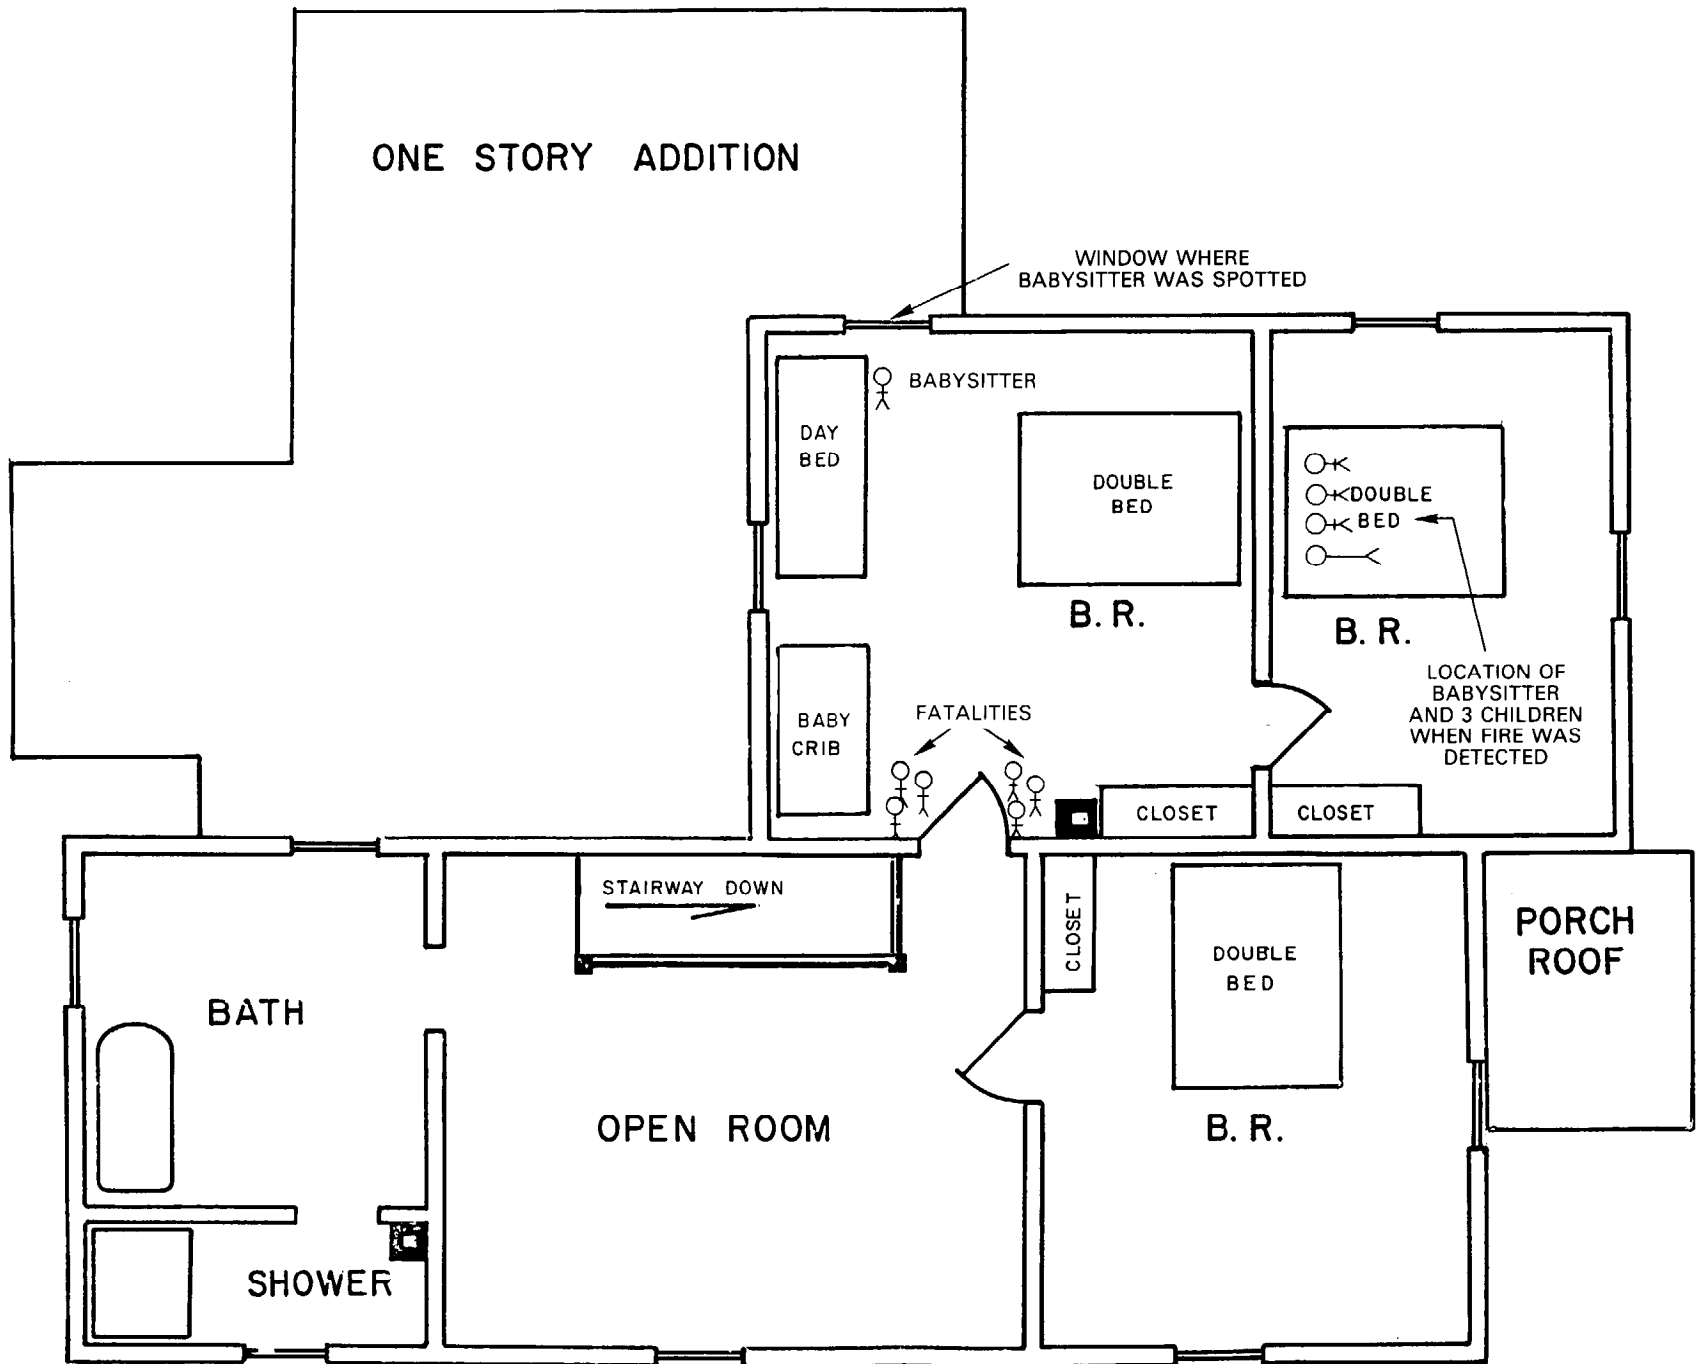 ONE STORY ADDITION
WINDOW WHERE
BABYSITTER WAS SPOTTED
BABYSITTER
DAY
BED
DOUBLE
BED
DOUBLE
BED
B. R.
B. R.
LOCATION OF
BABYSITTER
AND 3 CHILDREN
WHEN FIRE WAS
DETECTED
FATALITIES
BABY
CRIB
CLOSET
CLOSET
STAIRWAY DOWN
CLOSET
DOUBLE
BED
PORCH
ROOF
BATH
OPEN ROOM
B. R.
SHOWER